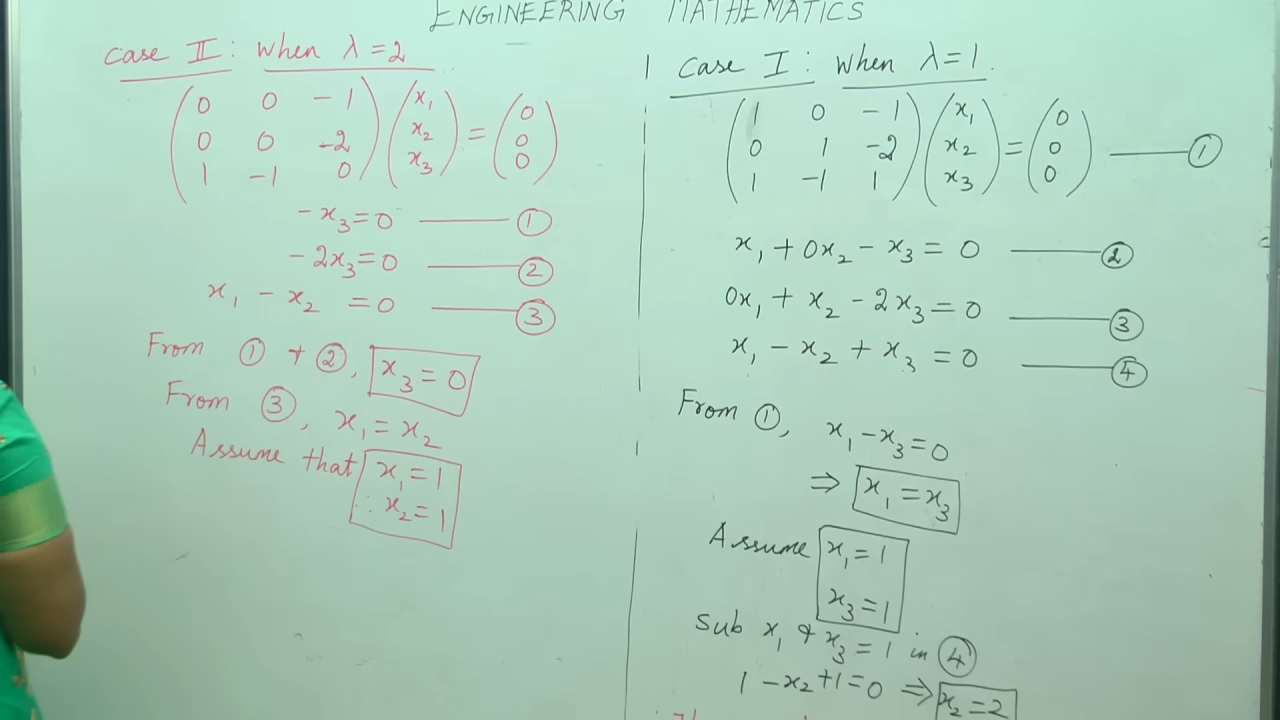 ENGINEERING MATHEMATICS
Case II: When λ=2
(0 0 -1) (x₁) (0)
(0 0 -2) (x₂) = (0)
(1 -1 0) (x₃) (0)
-x₃=0 —— ①
-2x₃=0 —— ②
x₁ - x₂ = 0 —— ③
From ① + ②, x₃ = 0
From ③, x₁ = x₂
Assume that x₁ = 1
∴ x₂ = 1
Case I: When λ=1.
(1 0 -1) (x₁) (0)
(0 1 -2) (x₂) = (0) —— ①
(1 -1 1) (x₃) (0)
x₁ + 0x₂ - x₃ = 0 —— ②
0x₁ + x₂ - 2x₃ = 0 —— ③
x₁ - x₂ + x₃ = 0 —— ④
From ①, x₁ - x₃ = 0
⇒ x₁ = x₃
Assume x₁ = 1
x₃ = 1
Sub x₁ & x₃ = 1 in ④
1 - x₂ + 1 = 0 ⇒ x₂ = 2